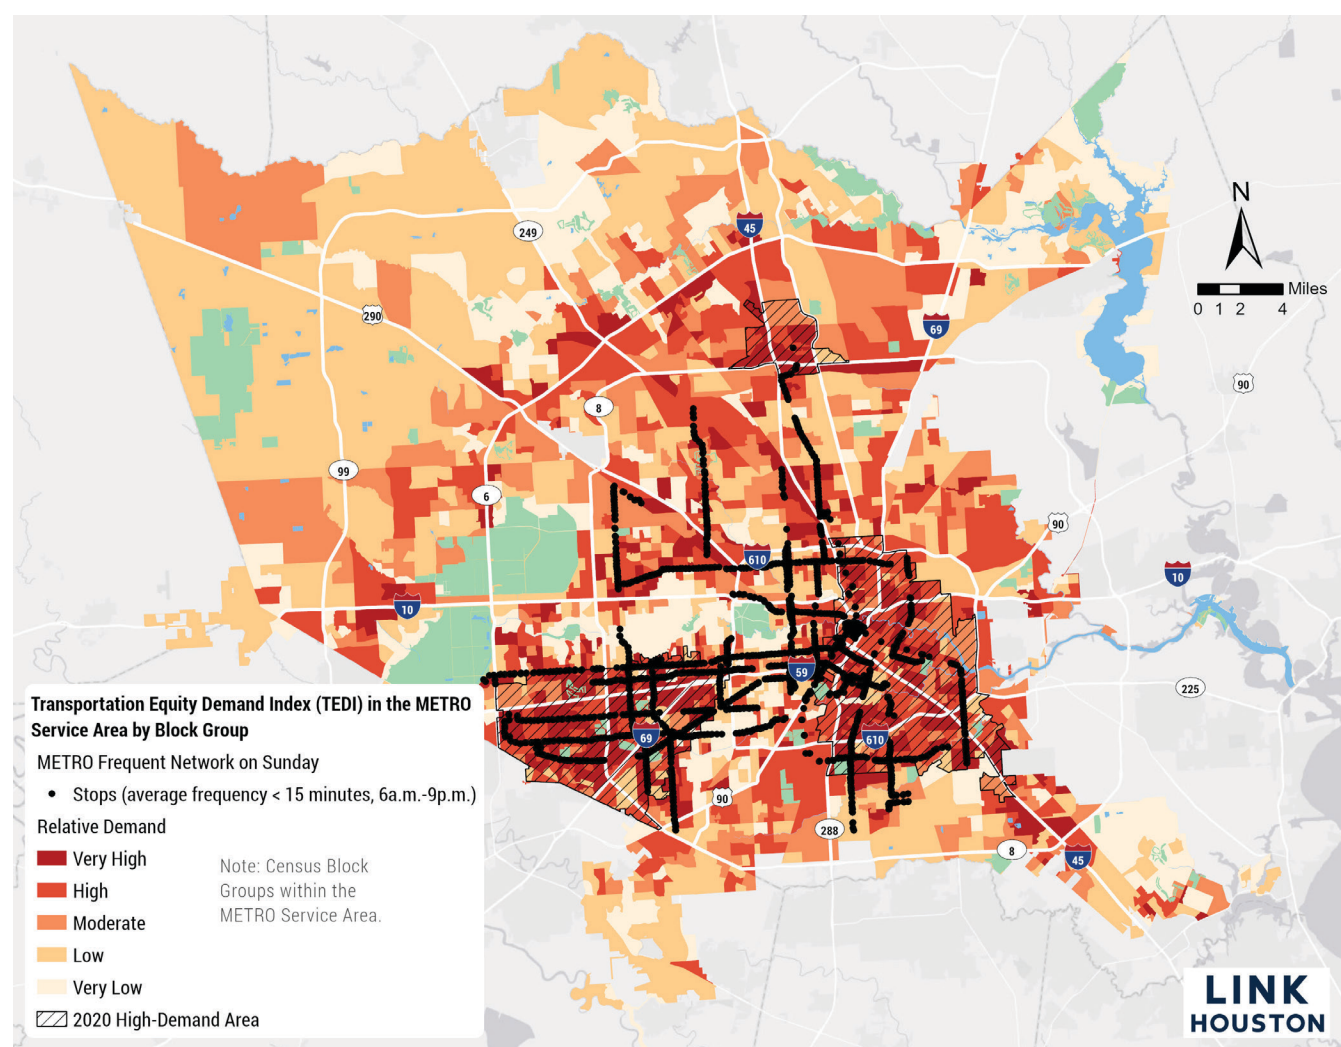 249
45
N
Miles
0 1 2 4
290
69
90
8
99
6
90
610
10
10
59
225
69
610
90
288
8
45
Transportation Equity Demand Index (TEDI) in the METRO
Service Area by Block Group
METRO Frequent Network on Sunday
Stops (average frequency < 15 minutes, 6a.m.-9p.m.)
Relative Demand
Very High
High
Moderate
Low
Very Low
2020 High-Demand Area
Note: Census Block
Groups within the
METRO Service Area.
LINK
HOUSTON